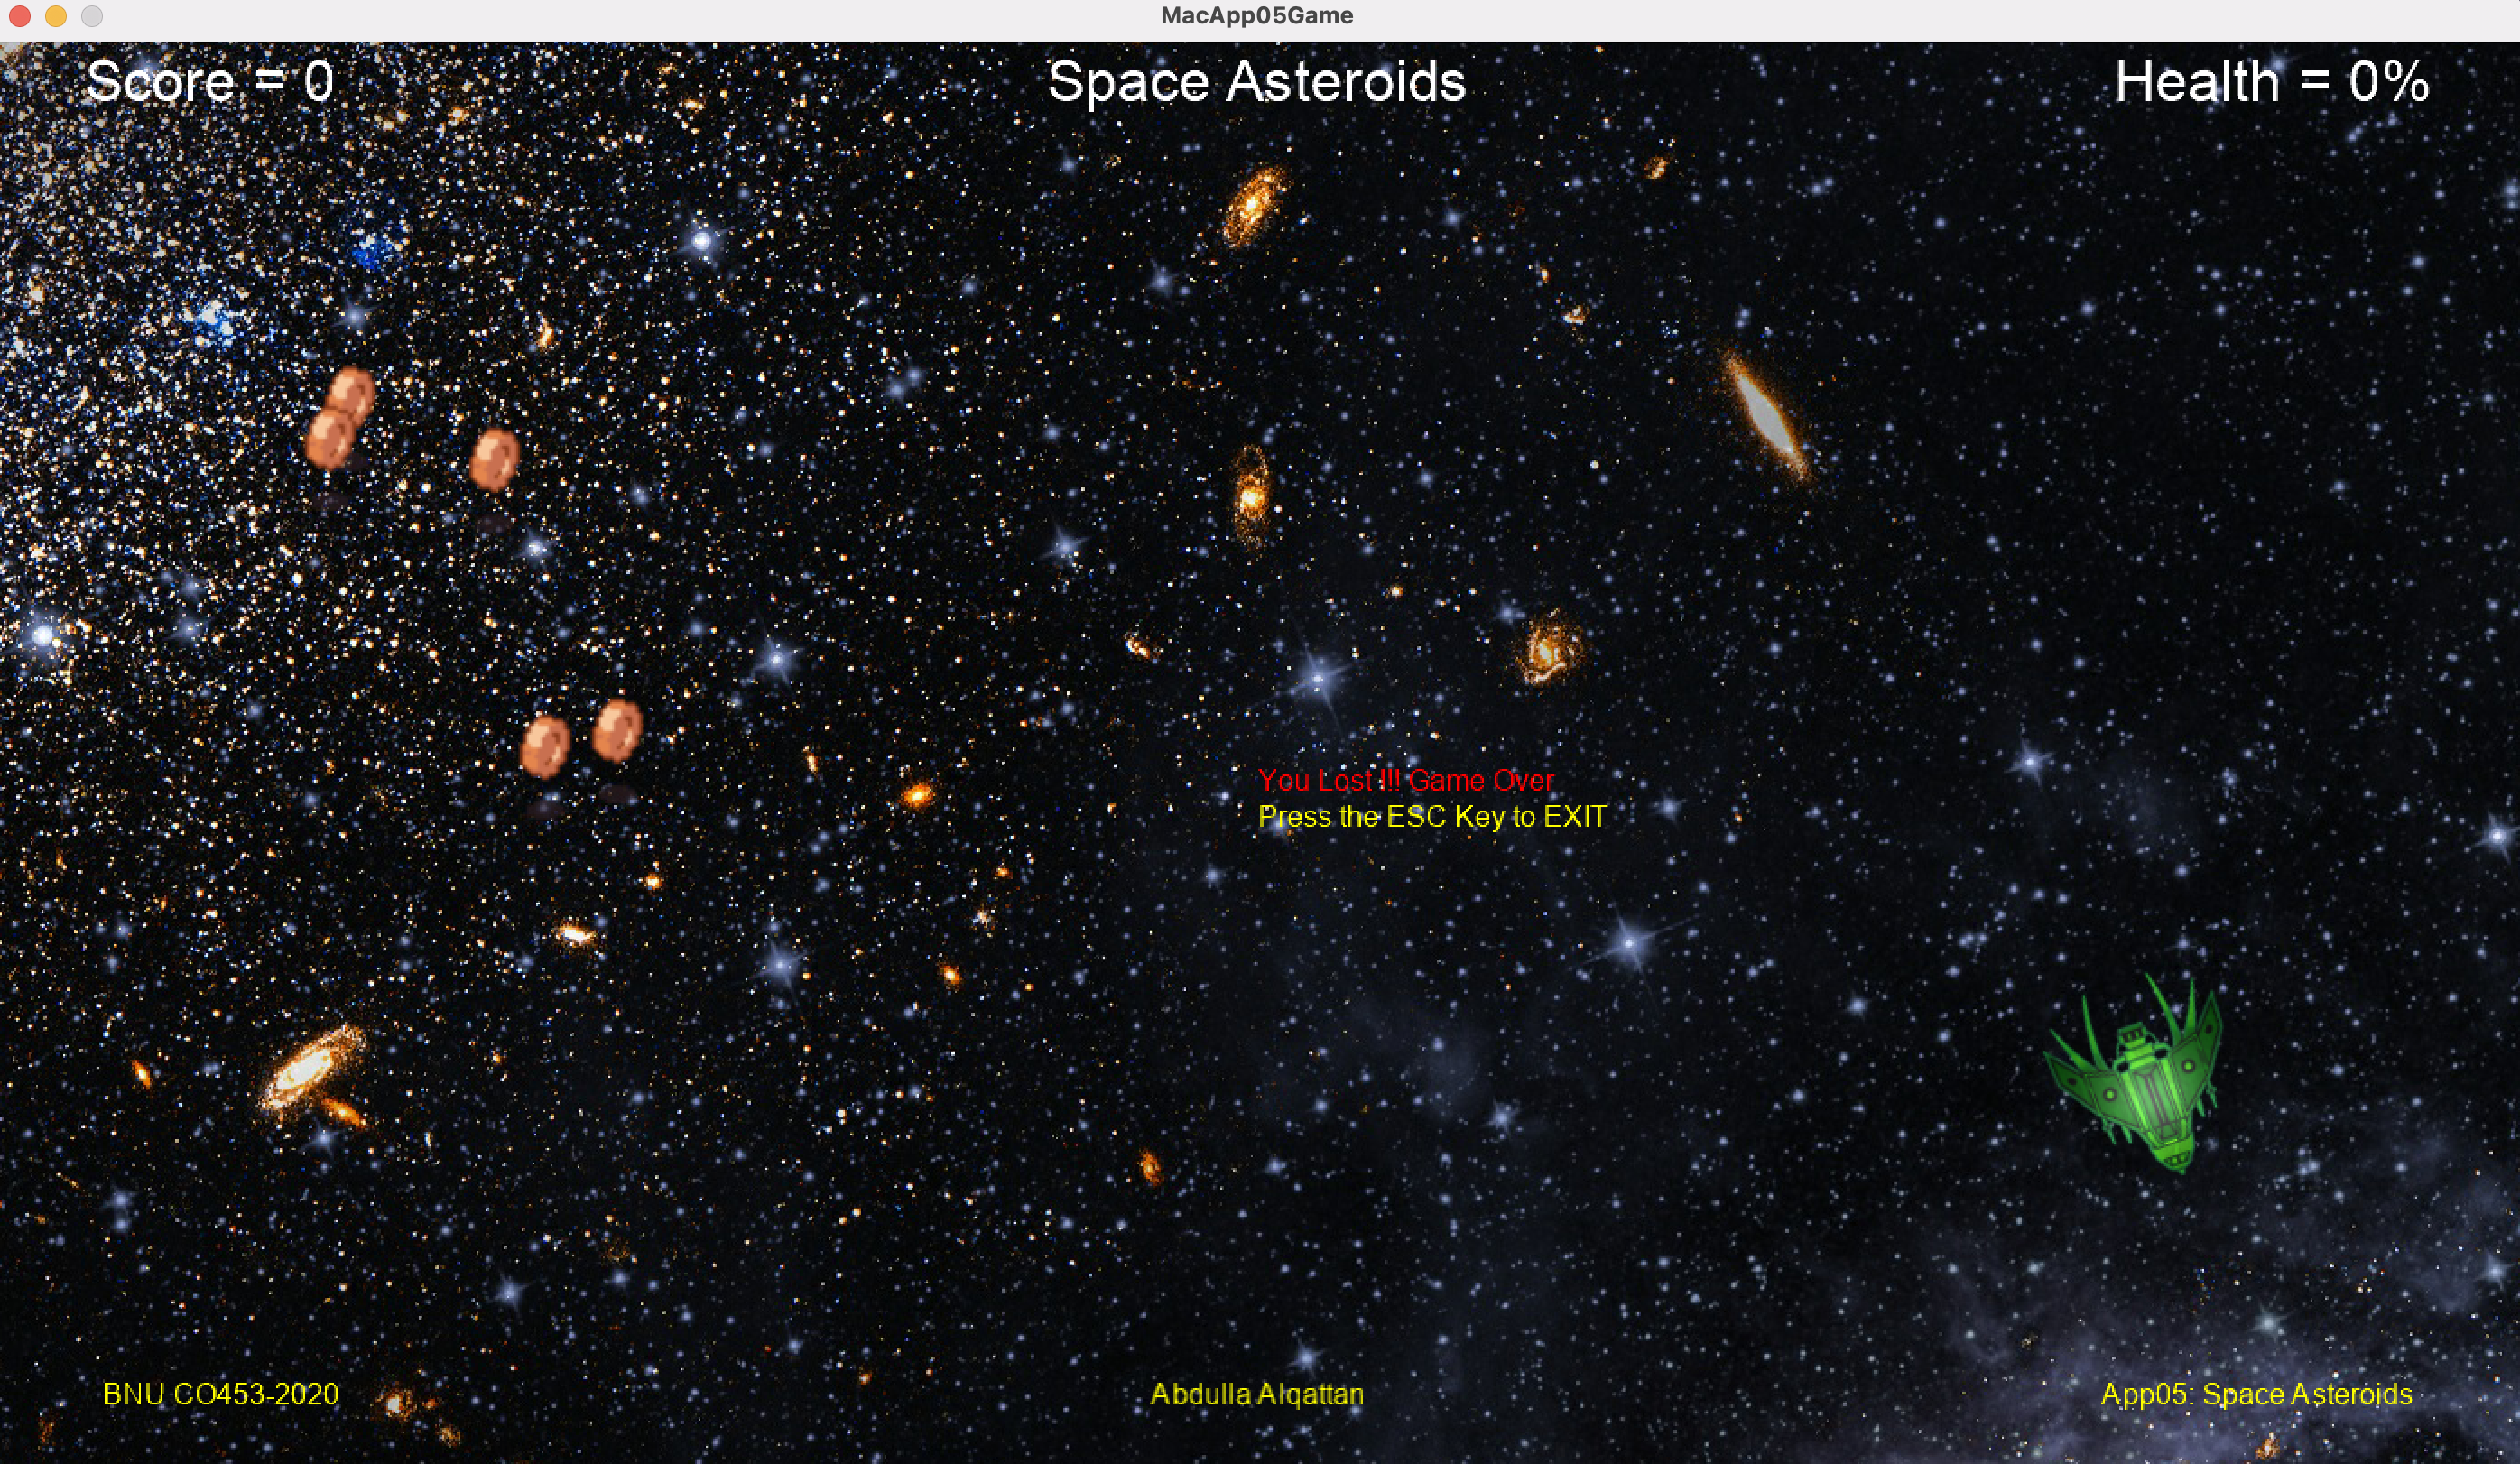 MacApp05Game
Score = 0
Space Asteroids
Health = 0%
You Lost !!! Game Over
Press the ESC Key to EXIT
BNU CO453-2020
Abdulla Alqattan
App05: Space Asteroids